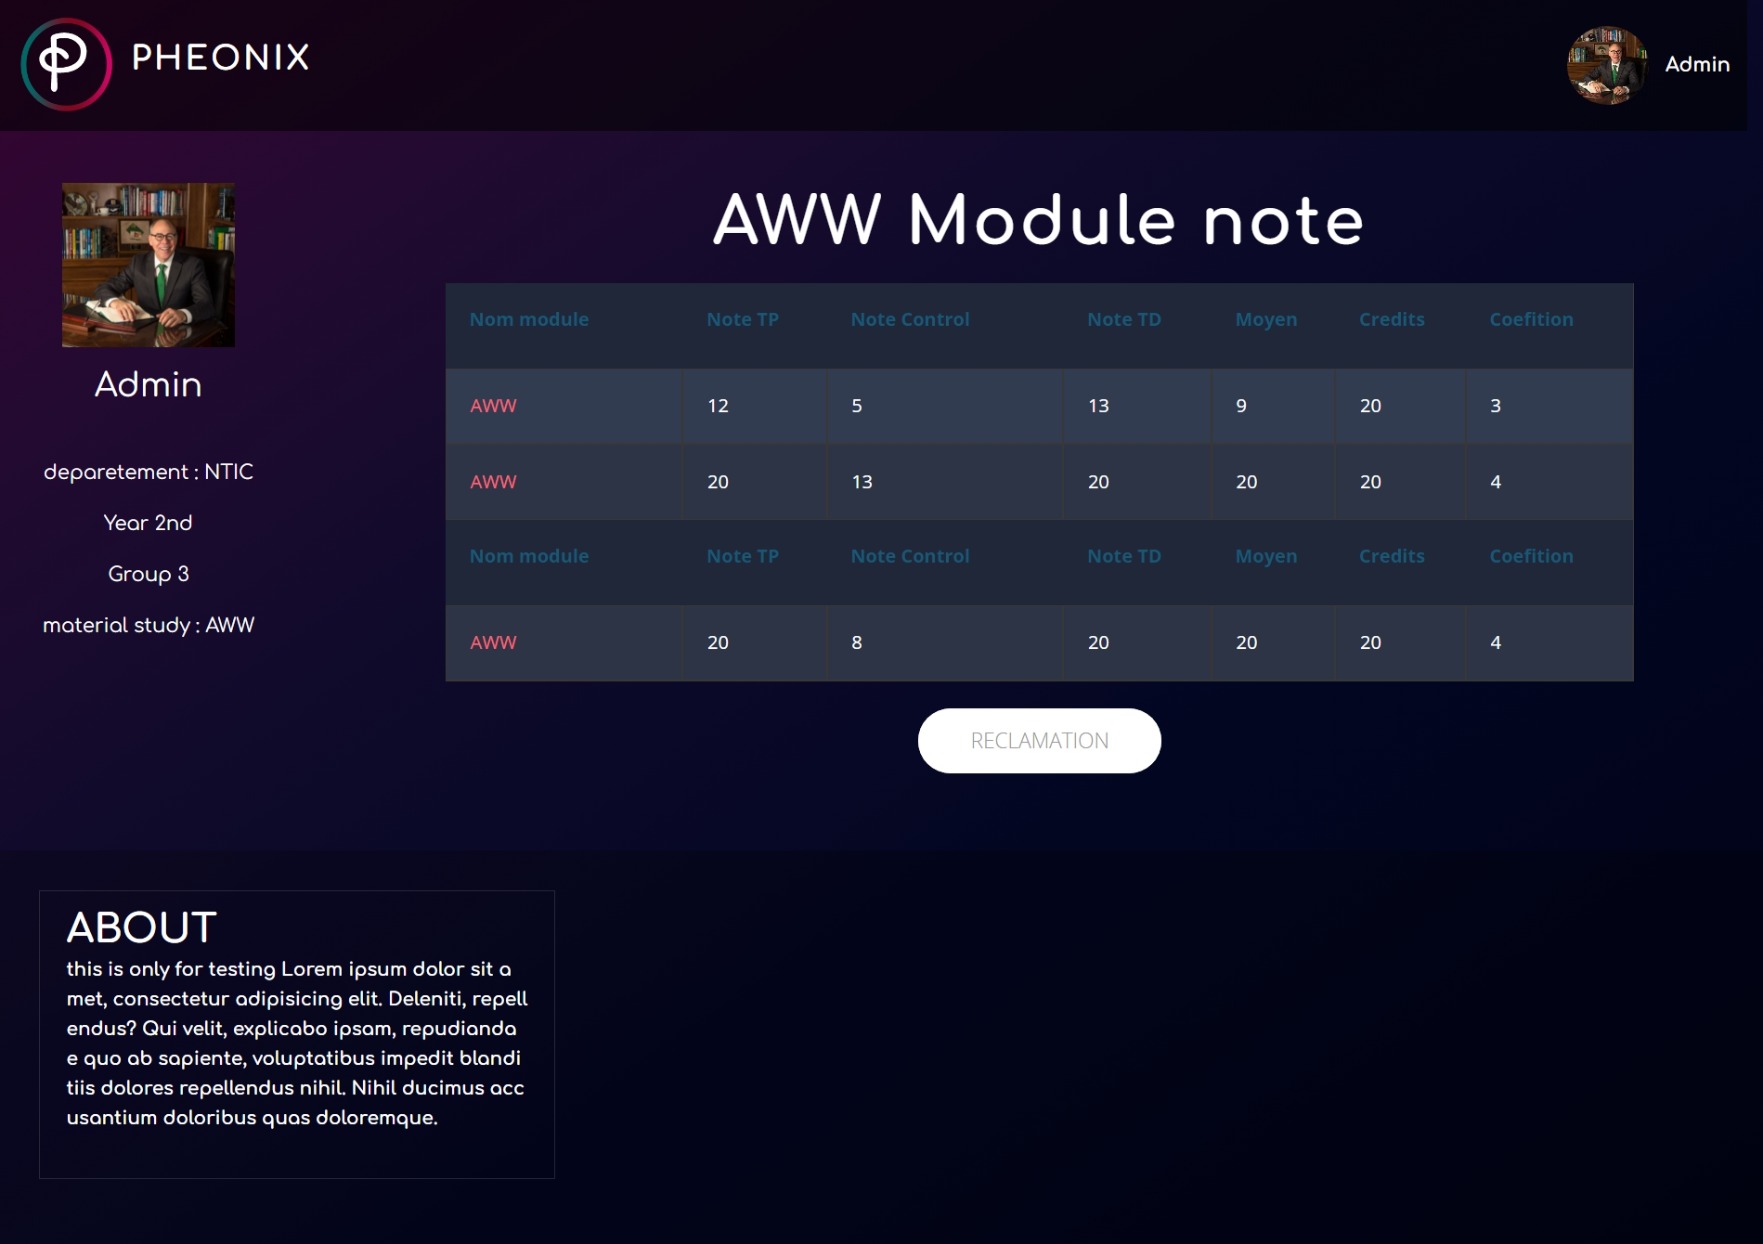 PHEONIX
Admin
Admin
deparetement : NTIC
Year 2nd
Group 3
material study : AWW
AWW Module note
Nom module Note TP Note Control Note TD Moyen Credits Coefition
AWW 12 5 13 9 20 3
AWW 20 13 20 20 20 4
Nom module Note TP Note Control Note TD Moyen Credits Coefition
AWW 20 8 20 20 20 4
RECLAMATION
ABOUT
this is only for testing Lorem ipsum dolor sit a
met, consectetur adipisicing elit. Deleniti, repell
endus? Qui velit, explicabo ipsam, repudianda
e quo ab sapiente, voluptatibus impedit blandi
tiis dolores repellendus nihil. Nihil ducimus acc
usantium doloribus quas doloremque.